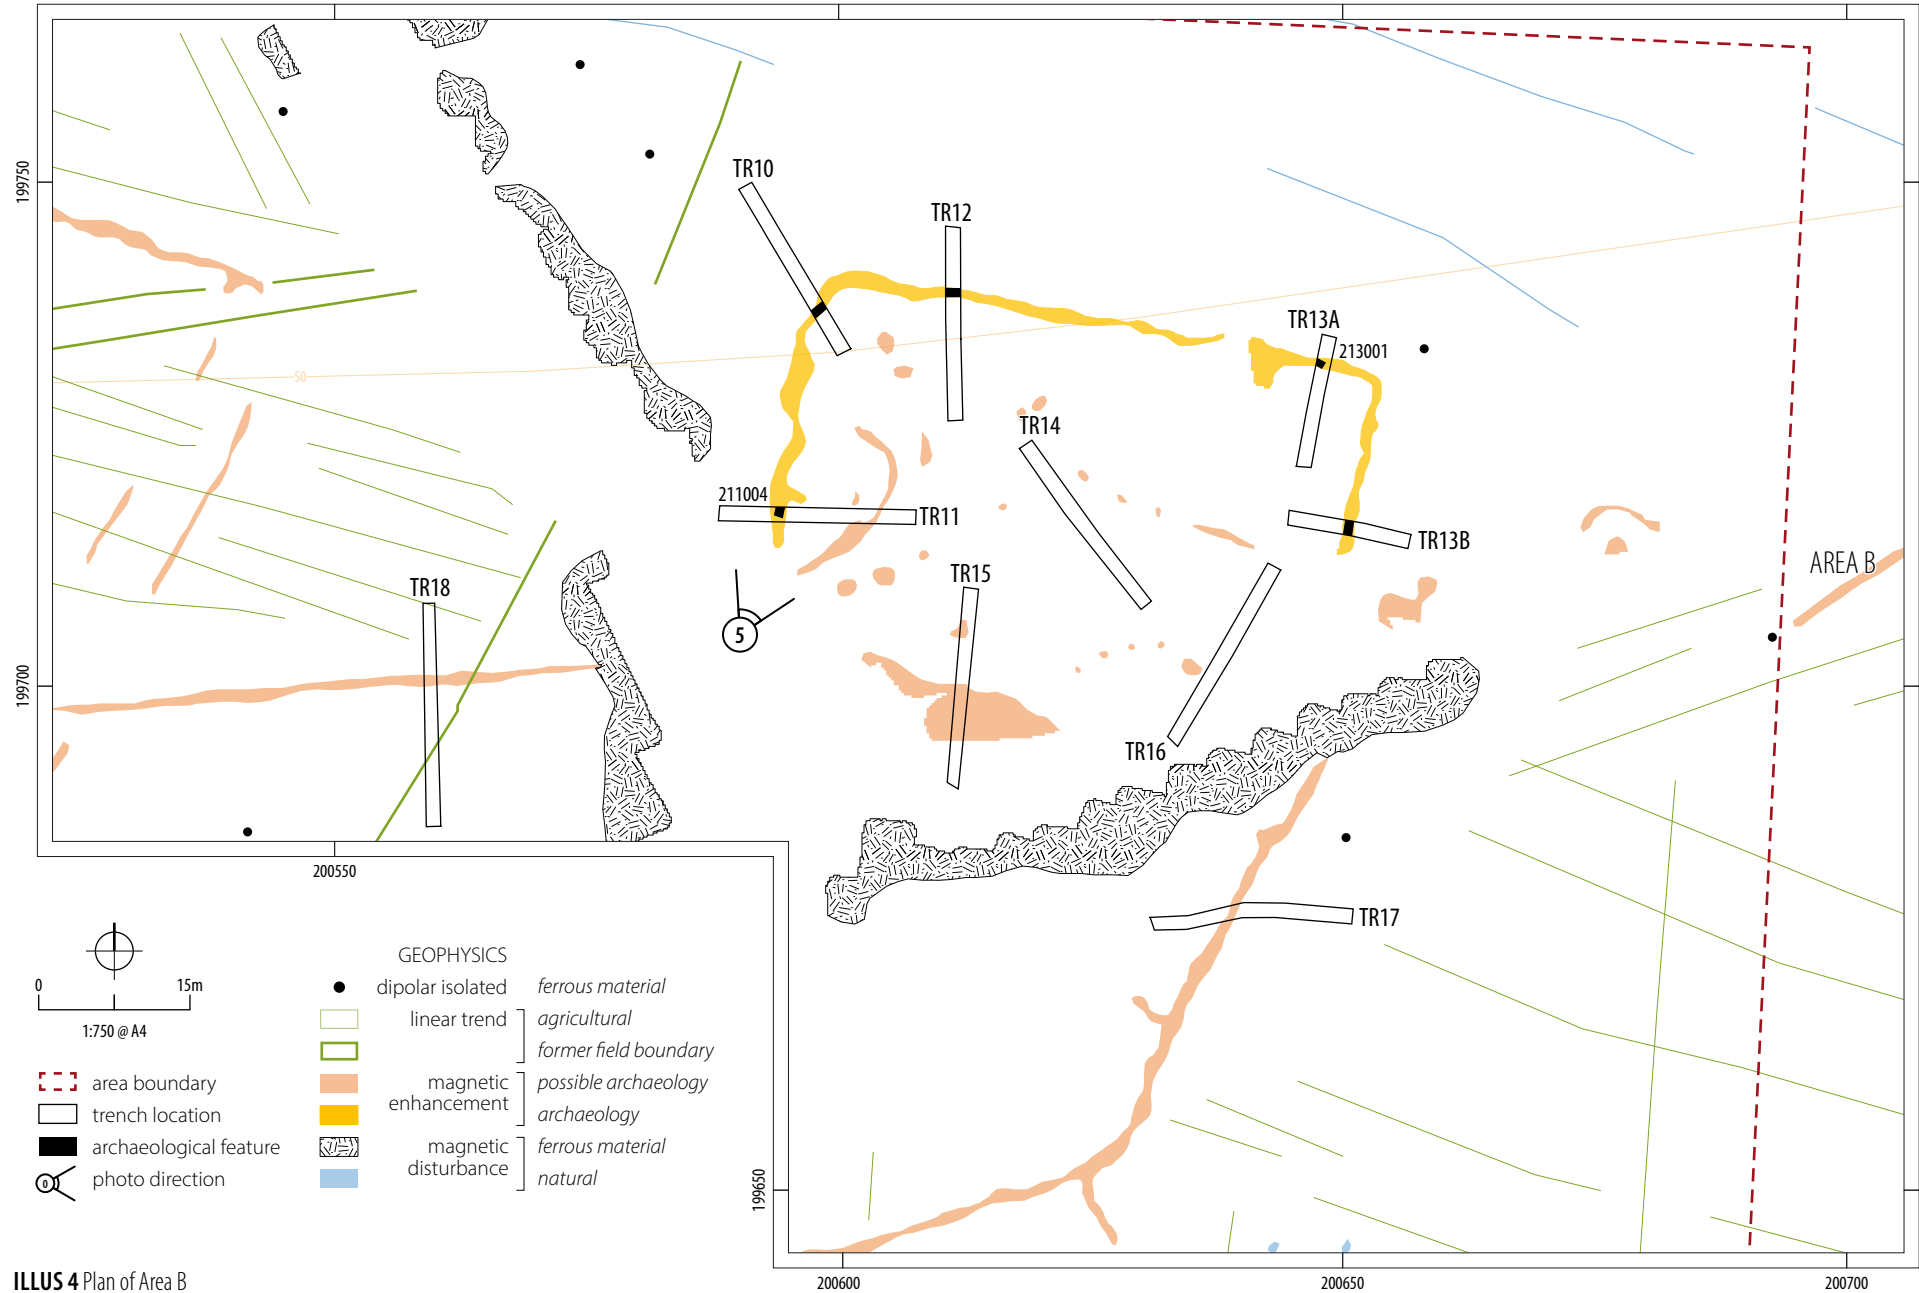 199750
199700
199650
TR10
TR12
TR13A
213001
50
TR14
211004
TR11
TR13B
AREA B
TR18
TR15
5
TR16
TR17
200550
200600
200650
200700
0 15m
1:750 @ A4
area boundary
trench location
archaeological feature
0 photo direction
GEOPHYSICS
dipolar isolated ferrous material
linear trend agricultural
former field boundary
magnetic enhancement possible archaeology
archaeology
magnetic disturbance ferrous material
natural
ILLUS 4 Plan of Area B